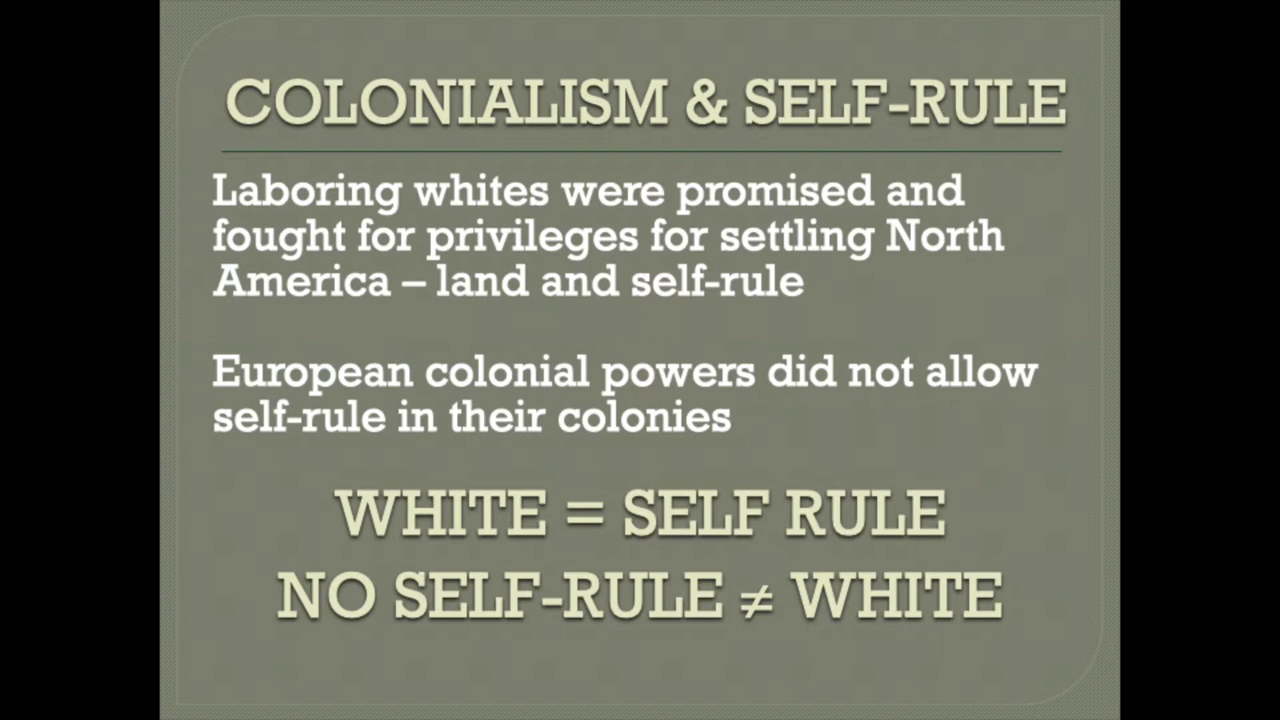 COLONIALISM & SELF-RULE
Laboring whites were promised and
fought for privileges for settling North
America – land and self-rule
European colonial powers did not allow
self-rule in their colonies
WHITE = SELF RULE
NO SELF-RULE ≠ WHITE